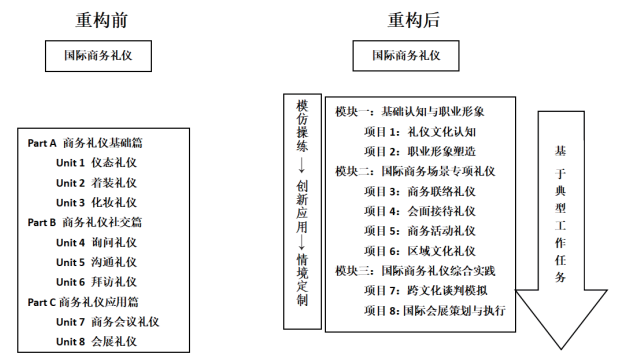 重构前
国际商务礼仪
Part A 商务礼仪基础篇
Unit 1 仪态礼仪
Unit 2 着装礼仪
Unit 3 化妆礼仪
Part B 商务礼仪社交篇
Unit 4 询问礼仪
Unit 5 沟通礼仪
Unit 6 拜访礼仪
Part C 商务礼仪应用篇
Unit 7 商务会议礼仪
Unit 8 会展礼仪
重构后
国际商务礼仪
模仿操练→创新应用→情境定制
模块一：基础认知与职业形象
项目 1：礼仪文化认知
项目 2：职业形象塑造
模块二：国际商务场景专项礼仪
项目 3：商务联络礼仪
项目 4：会面接待礼仪
项目 5：商务活动礼仪
项目 6：区域文化礼仪
模块三：国际商务礼仪综合实践
项目 7：跨文化谈判模拟
项目 8：国际会展策划与执行
基于典型工作任务